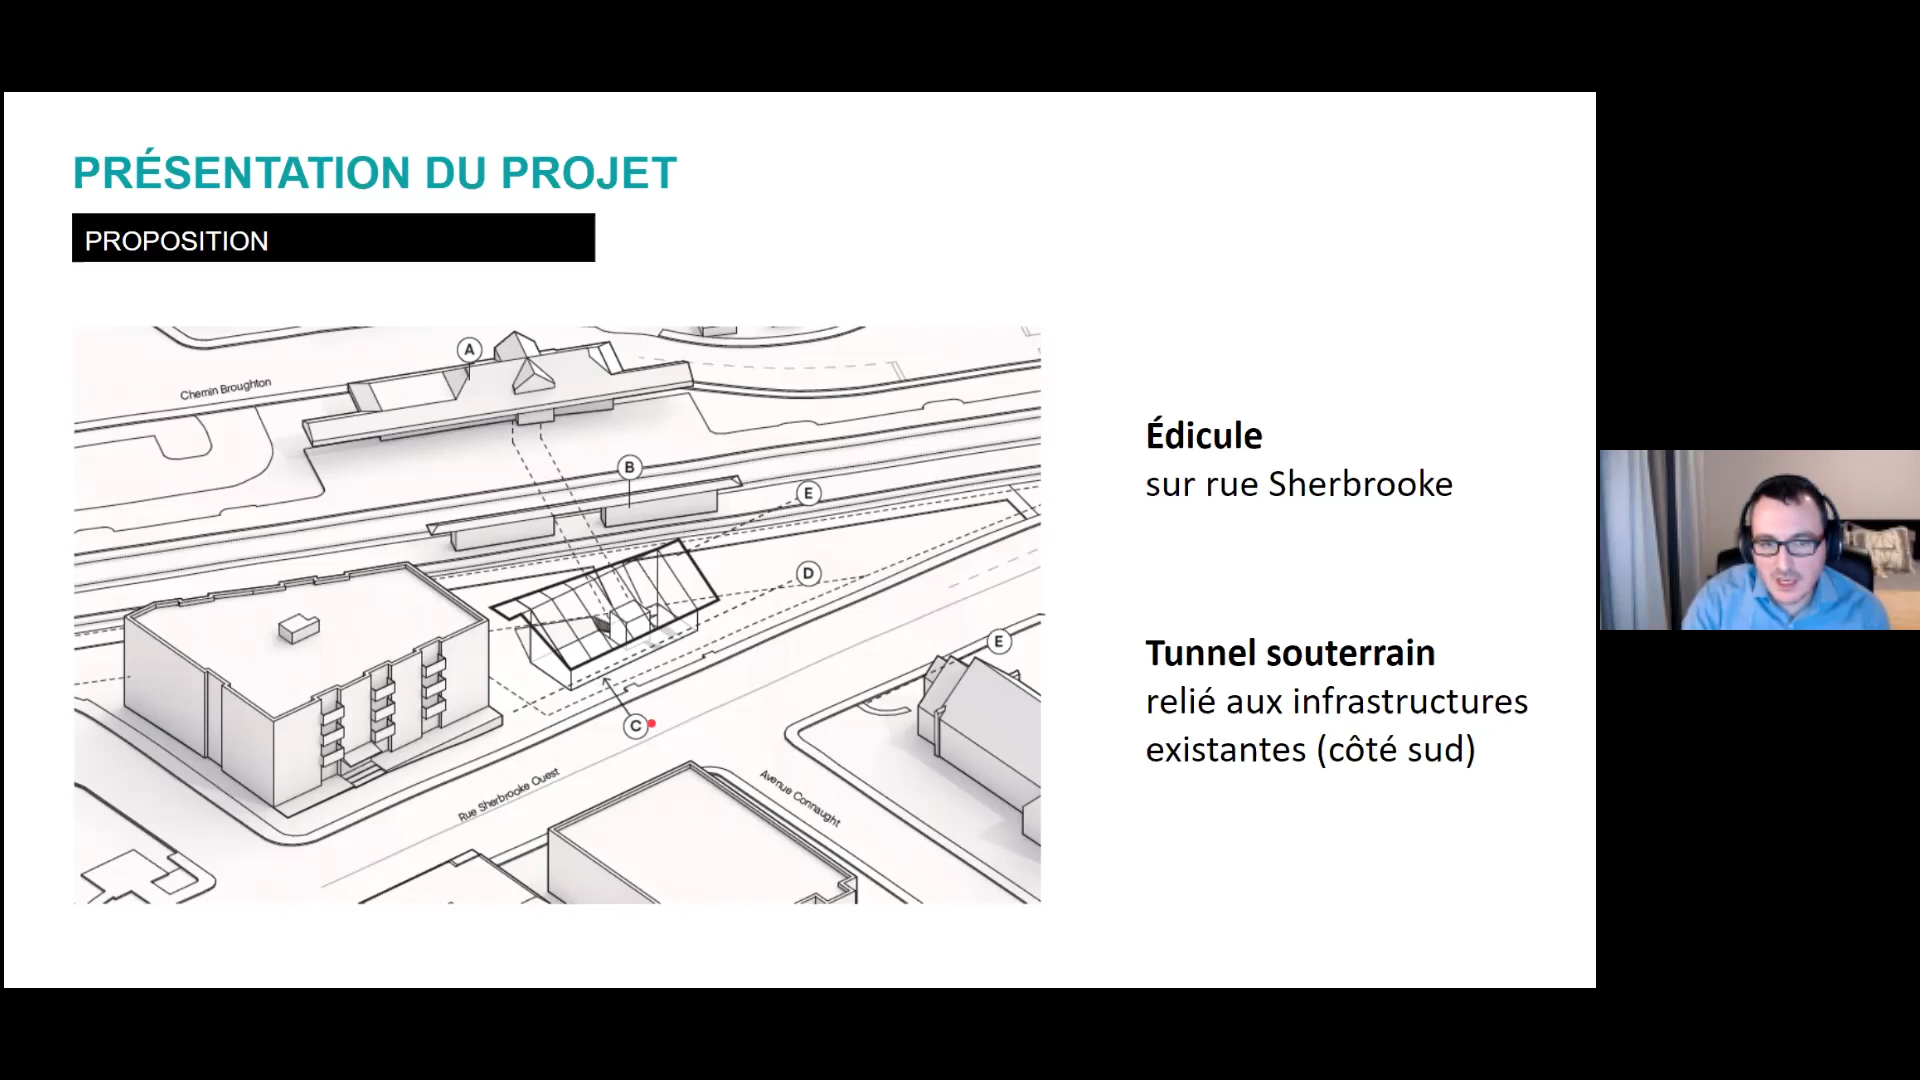 PRÉSENTATION DU PROJET
PROPOSITION
A
Chemin Broughton
B
E
D
E
C
Rue Sherbrooke Ouest
Avenue Connaught
Édicule
sur rue Sherbrooke
Tunnel souterrain
relié aux infrastructures
existantes (côté sud)